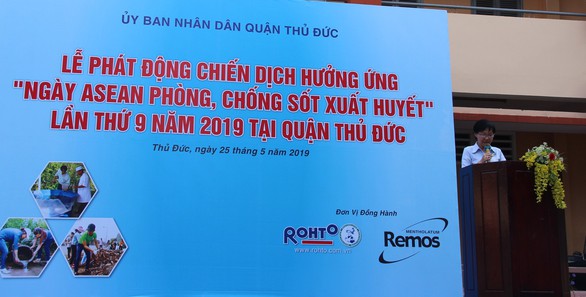 ỦY BAN NHÂN DÂN QUẬN THỦ ĐỨC
LỄ PHÁT ĐỘNG CHIẾN DỊCH HƯỞNG ỨNG
"NGÀY ASEAN PHÒNG, CHỐNG SỐT XUẤT HUYẾT"
LẦN THỨ 9 NĂM 2019 TẠI QUẬN THỦ ĐỨC
Thủ Đức, ngày 25 tháng 5 năm 2019
Đơn Vị Đồng Hành
ROHTO
www.rohto.com.vn
MENTHOLATUM
Remos